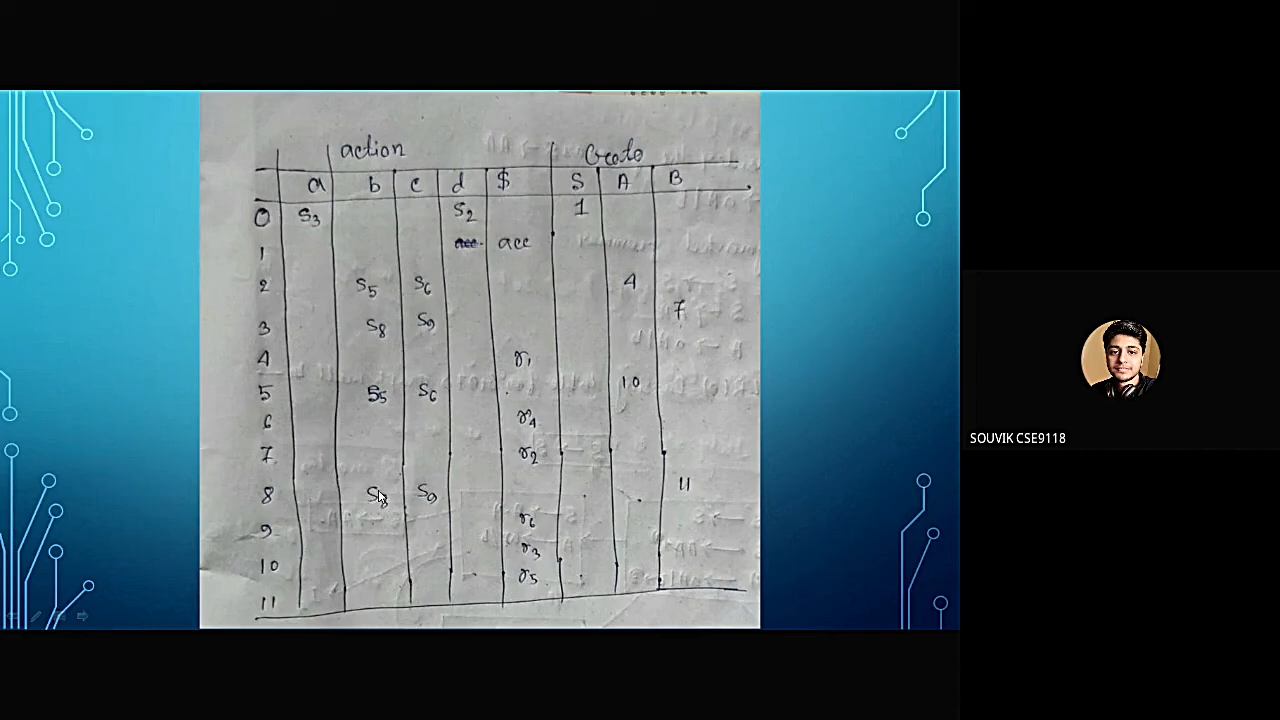 action Goto
a b c d $ S A B
0 S3 S2 1
1 acc
2 S5 S6 4
3 S8 S9 7
4 r1
5 S5 S6 10
6 r4
7 r2
8 S8 S9 11
9 r6
10 r3
11 r5
SOUVIK CSE9118